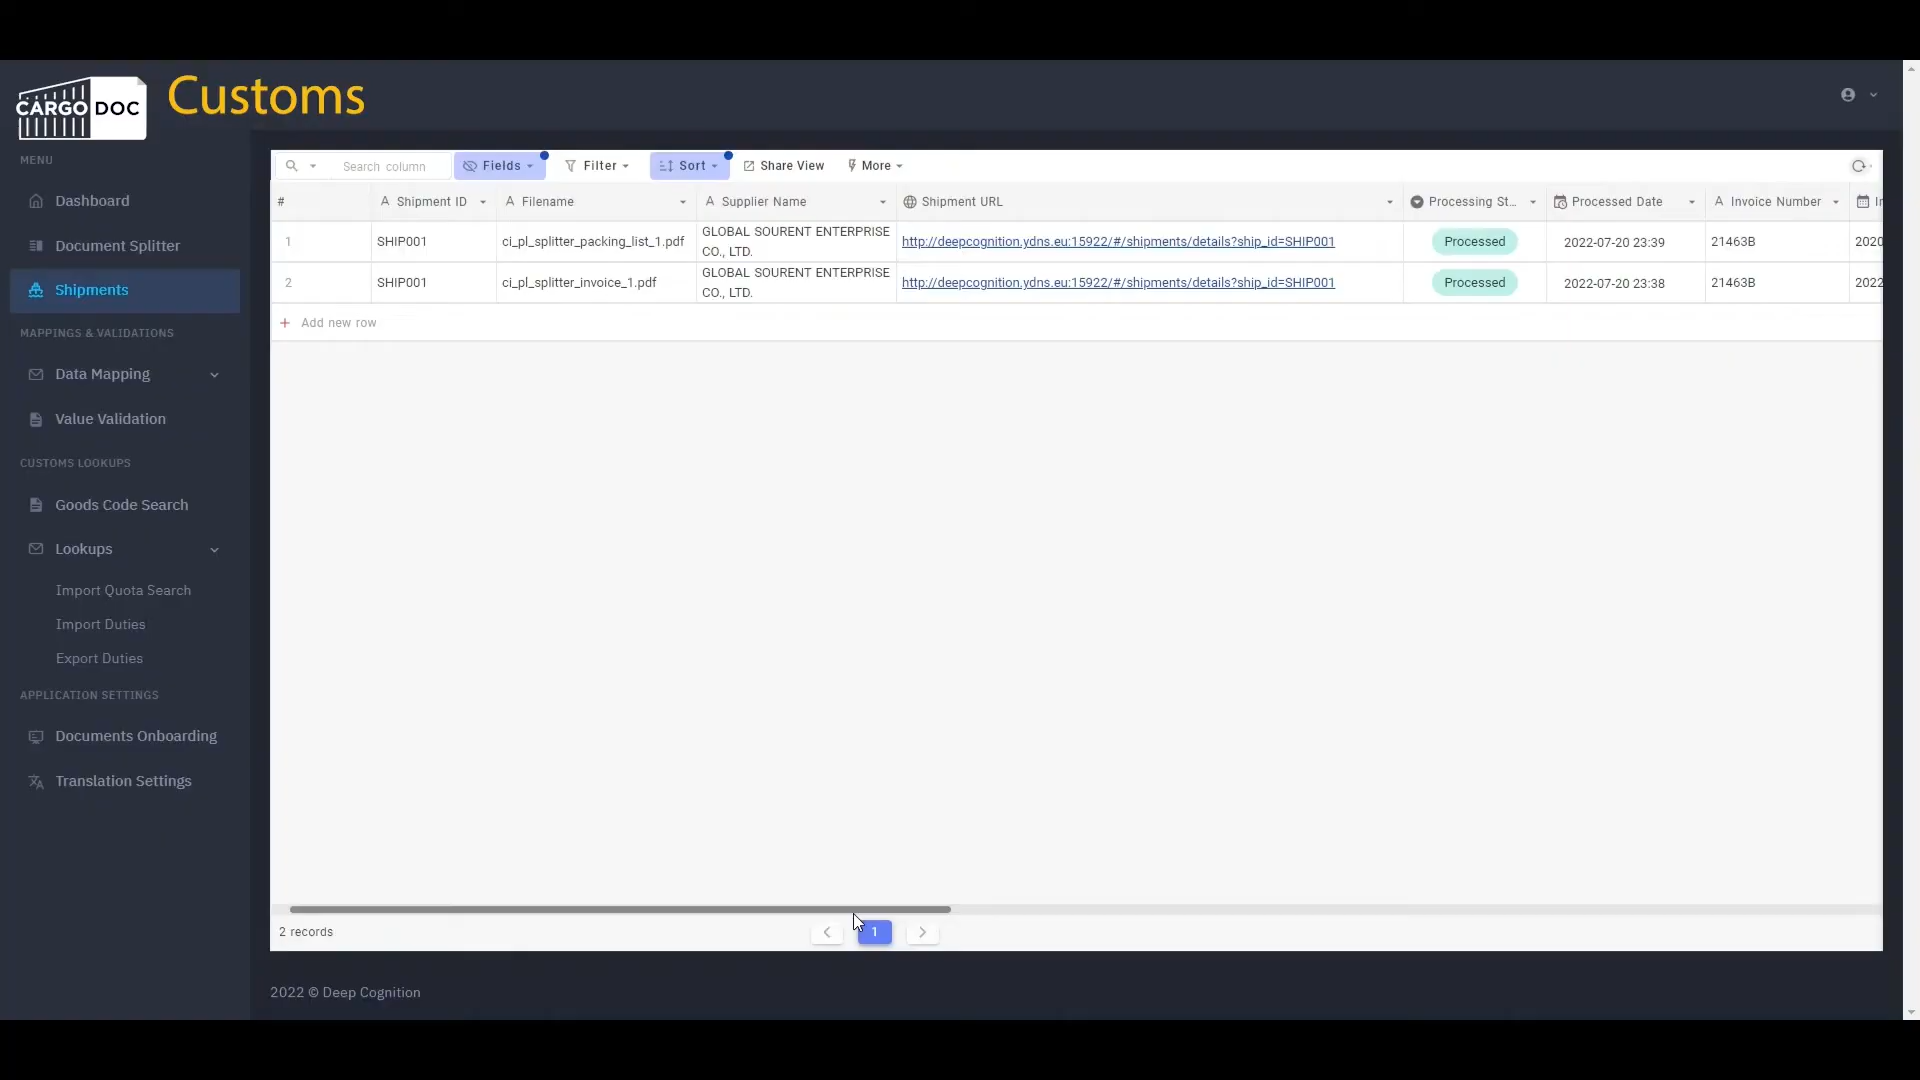 CARGO DOC
Customs
MENU
Dashboard
Document Splitter
Shipments
MAPPINGS & VALIDATIONS
Data Mapping
Value Validation
CUSTOMS LOOKUPS
Goods Code Search
Lookups
Import Quota Search
Import Duties
Export Duties
APPLICATION SETTINGS
Documents Onboarding
Translation Settings
Search column Fields Filter Sort Share View More
# Shipment ID Filename Supplier Name Shipment URL Processing St... Processed Date Invoice Number
1 SHIP001 ci_pl_splitter_packing_list_1.pdf GLOBAL SOURENT ENTERPRISE CO., LTD. http://deepcognition.ydns.eu:15922/#/shipments/details?ship_id=SHIP001 Processed 2022-07-20 23:39 21463B 2020
2 SHIP001 ci_pl_splitter_invoice_1.pdf GLOBAL SOURENT ENTERPRISE CO., LTD. http://deepcognition.ydns.eu:15922/#/shipments/details?ship_id=SHIP001 Processed 2022-07-20 23:38 21463B 2022
+ Add new row
2 records
< 1 >
2022 © Deep Cognition